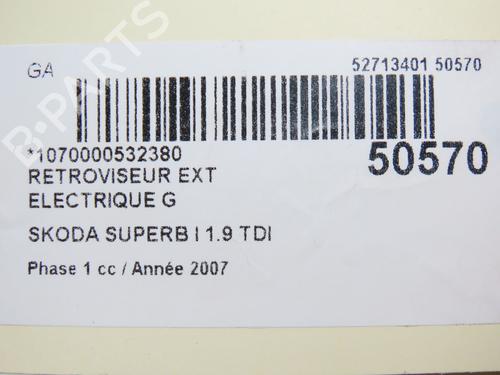 GA
52713401 50570
*1070000532380
50570
RETROVISEUR EXT
ELECTRIQUE G
SKODA SUPERB I 1.9 TDI
Phase 1 cc / Année 2007
B-PARTS